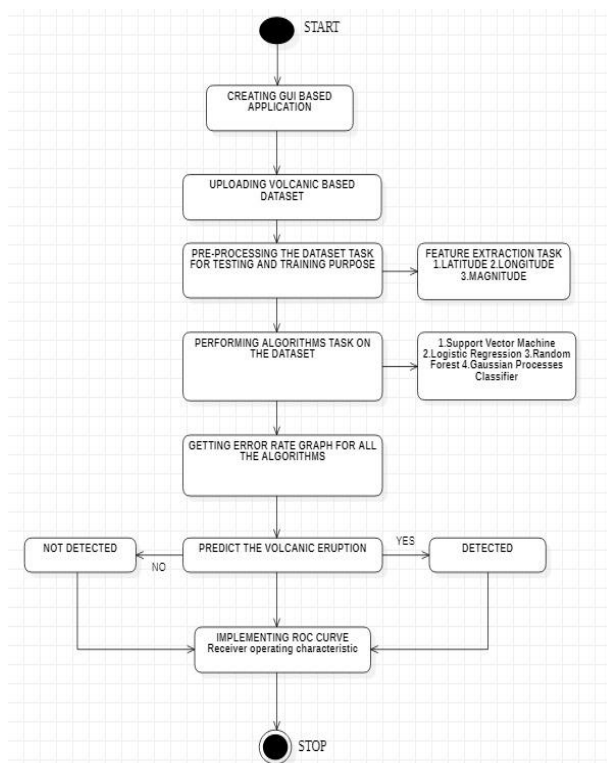 START
CREATING GUI BASED
APPLICATION
UPLOADING VOLCANIC BASED
DATASET
PRE-PROCESSING THE DATASET TASK
FOR TESTING AND TRAINING PURPOSE
FEATURE EXTRACTION TASK
1.LATITUDE 2.LONGITUDE
3.MAGNITUDE
PERFORMING ALGORITHMS TASK ON
THE DATASET
1.Support Vector Machine
2.Logistic Regression 3.Random
Forest 4.Gaussian Processes
Classifier
GETTING ERROR RATE GRAPH FOR ALL
THE ALGORITHMS
NOT DETECTED
NO
PREDICT THE VOLCANIC ERUPTION
YES
DETECTED
IMPLEMENTING ROC CURVE
Receiver operating characteristic
STOP